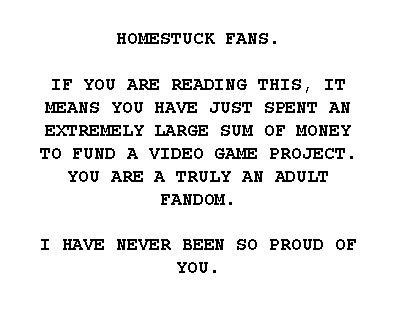 HOMESTUCK FANS.
IF YOU ARE READING THIS, IT
MEANS YOU HAVE JUST SPENT AN
EXTREMELY LARGE SUM OF MONEY
TO FUND A VIDEO GAME PROJECT.
YOU ARE A TRULY AN ADULT
FANDOM.
I HAVE NEVER BEEN SO PROUD OF
YOU.